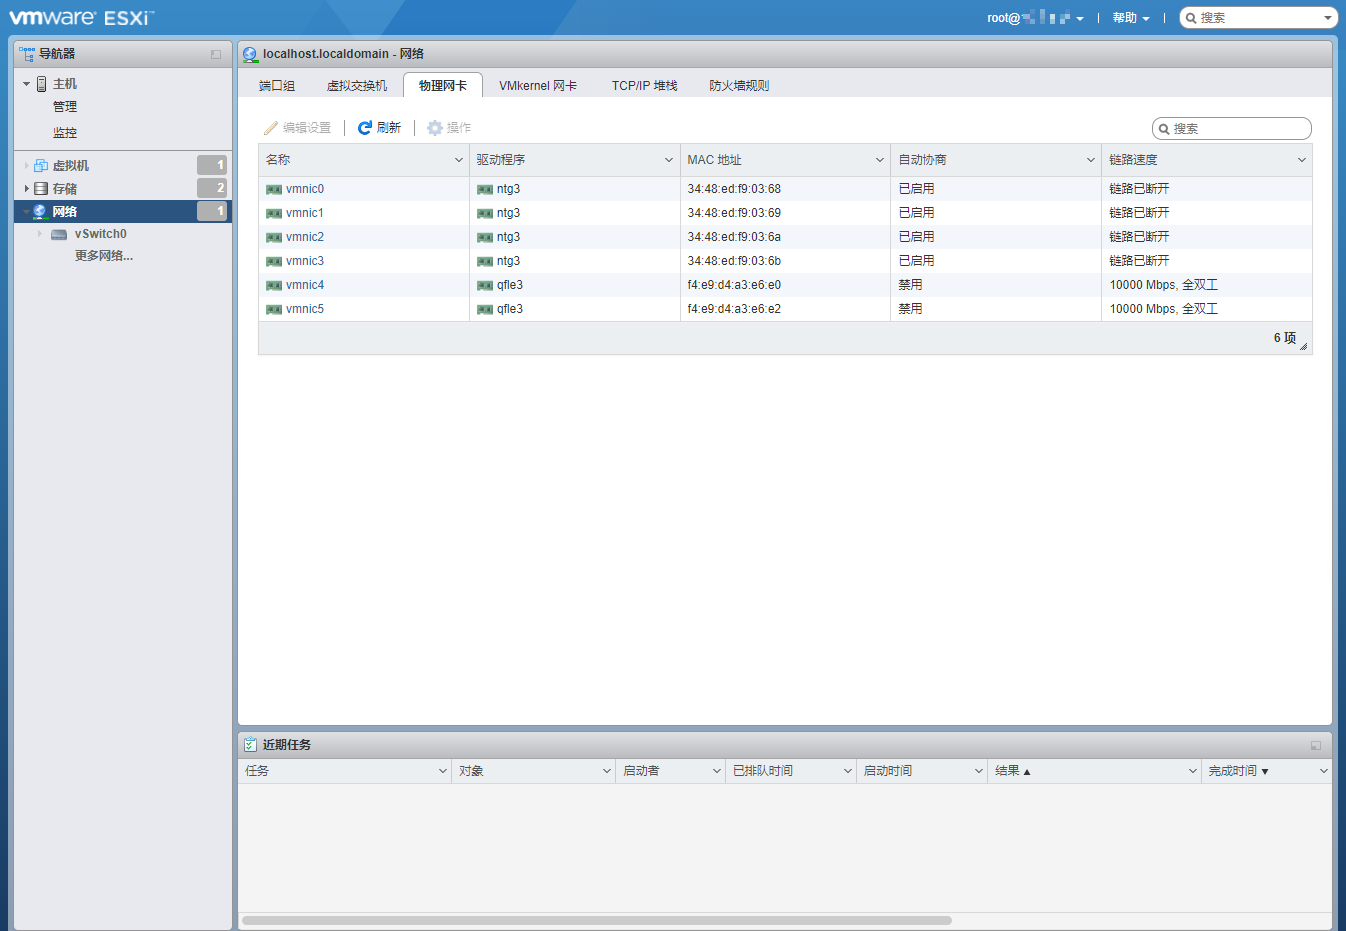 vmware ESXi™
root@
帮助
搜索
导航器
主机
管理
监控
虚拟机 1
存储 2
网络 1
vSwitch0
更多网络...
localhost.localdomain - 网络
端口组 虚拟交换机 物理网卡 VMkernel 网卡 TCP/IP 堆栈 防火墙规则
编辑设置 刷新 操作
搜索
名称 驱动程序 MAC 地址 自动协商 链路速度
vmnic0 ntg3 34:48:ed:f9:03:68 已启用 链路已断开
vmnic1 ntg3 34:48:ed:f9:03:69 已启用 链路已断开
vmnic2 ntg3 34:48:ed:f9:03:6a 已启用 链路已断开
vmnic3 ntg3 34:48:ed:f9:03:6b 已启用 链路已断开
vmnic4 qfle3 f4:e9:d4:a3:e6:e0 禁用 10000 Mbps, 全双工
vmnic5 qfle3 f4:e9:d4:a3:e6:e2 禁用 10000 Mbps, 全双工
6 项
近期任务
任务 对象 启动者 已排队时间 启动时间 结果▲ 完成时间▼